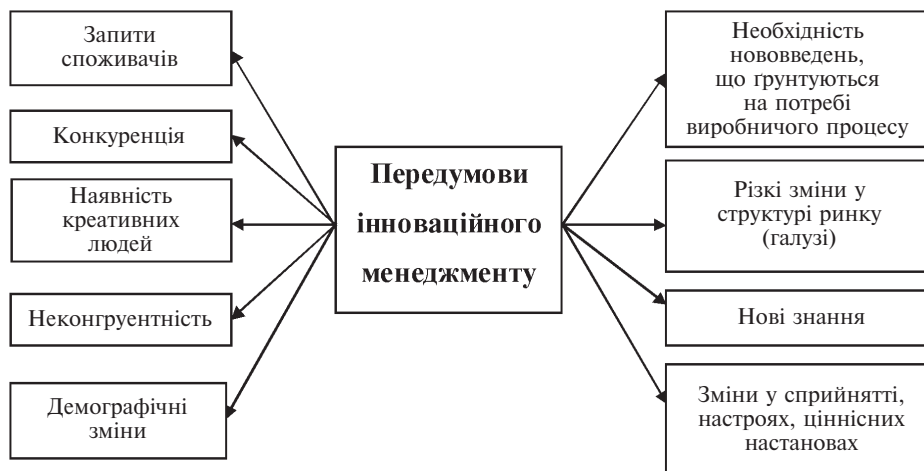 Запити
споживачів
Конкуренція
Наявність
креативних
людей
Неконгруентність
Демографічні
зміни
Передумови
інноваційного
менеджменту
Необхідність
нововведень,
що ґрунтуються
на потребі
виробничого процесу
Різкі зміни у
структурі ринку
(галузі)
Нові знання
Зміни у сприйнятті,
настроях, ціннісних
настановах